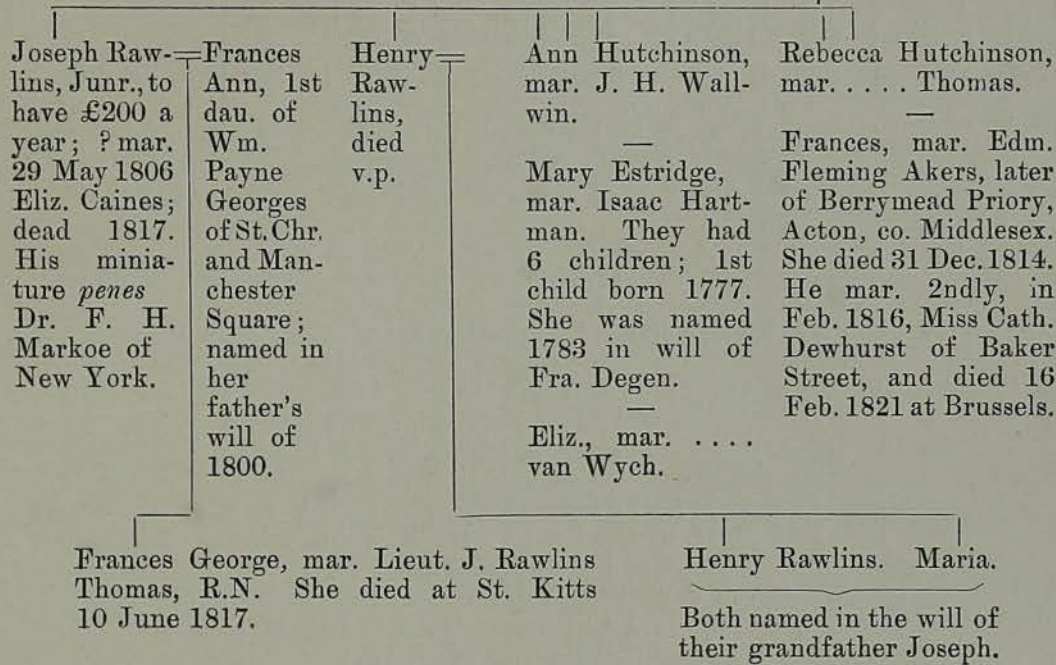 Joseph Raw-
lins, Junr., to
have £200 a
year; ? mar.
29 May 1806
Eliz. Caines;
dead 1817.
His minia-
ture penes
Dr. F. H.
Markoe of
New York.
=Frances
Ann, 1st
dau. of
Wm.
Payne
Georges
of St. Chr.
and Man-
chester
Square;
named in
her
father's
will of
1800.
Henry=
Raw-
lins,
died
v.p.
Ann Hutchinson,
mar. J. H. Wall-
win.
—
Mary Estridge,
mar. Isaac Hart-
man. They had
6 children; 1st
child born 1777.
She was named
1783 in will of
Fra. Degen.
—
Eliz., mar. ....
van Wych.
Rebecca Hutchinson,
mar. .... Thomas.
—
Frances, mar. Edm.
Fleming Akers, later
of Berrymead Priory,
Acton, co. Middlesex.
She died 31 Dec. 1814.
He mar. 2ndly, in
Feb. 1816, Miss Cath.
Dewhurst of Baker
Street, and died 16
Feb. 1821 at Brussels.
Frances George, mar. Lieut. J. Rawlins
Thomas, R.N. She died at St. Kitts
10 June 1817.
Henry Rawlins. Maria.
Both named in the will of
their grandfather Joseph.